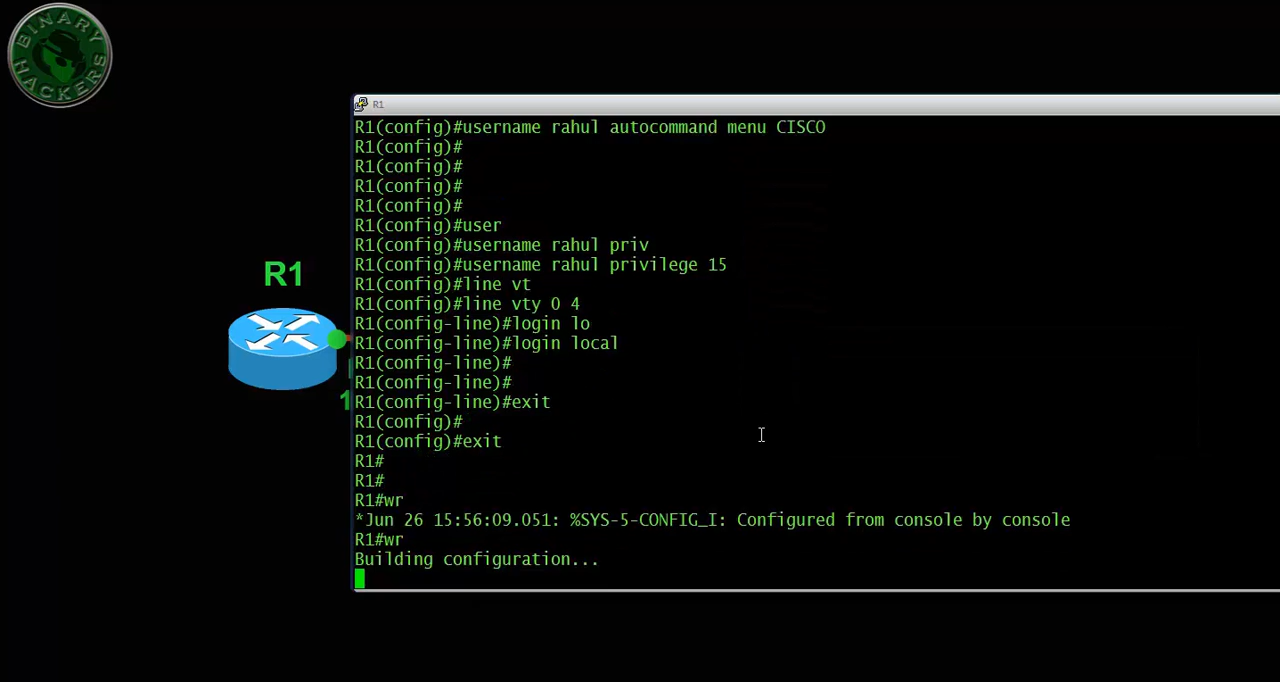 BINARY
HACKERS
R1
R1(config)#username rahul autocommand menu CISCO
R1(config)#
R1(config)#
R1(config)#
R1(config)#
R1(config)#user
R1(config)#username rahul priv
R1(config)#username rahul privilege 15
R1(config)#line vt
R1(config)#line vty 0 4
R1(config-line)#login lo
R1(config-line)#login local
R1(config-line)#
R1(config-line)#
R1(config-line)#exit
R1(config)#
R1(config)#exit
R1#
R1#
R1#wr
*Jun 26 15:56:09.051: %SYS-5-CONFIG_I: Configured from console by console
R1#wr
Building configuration...
R1
1